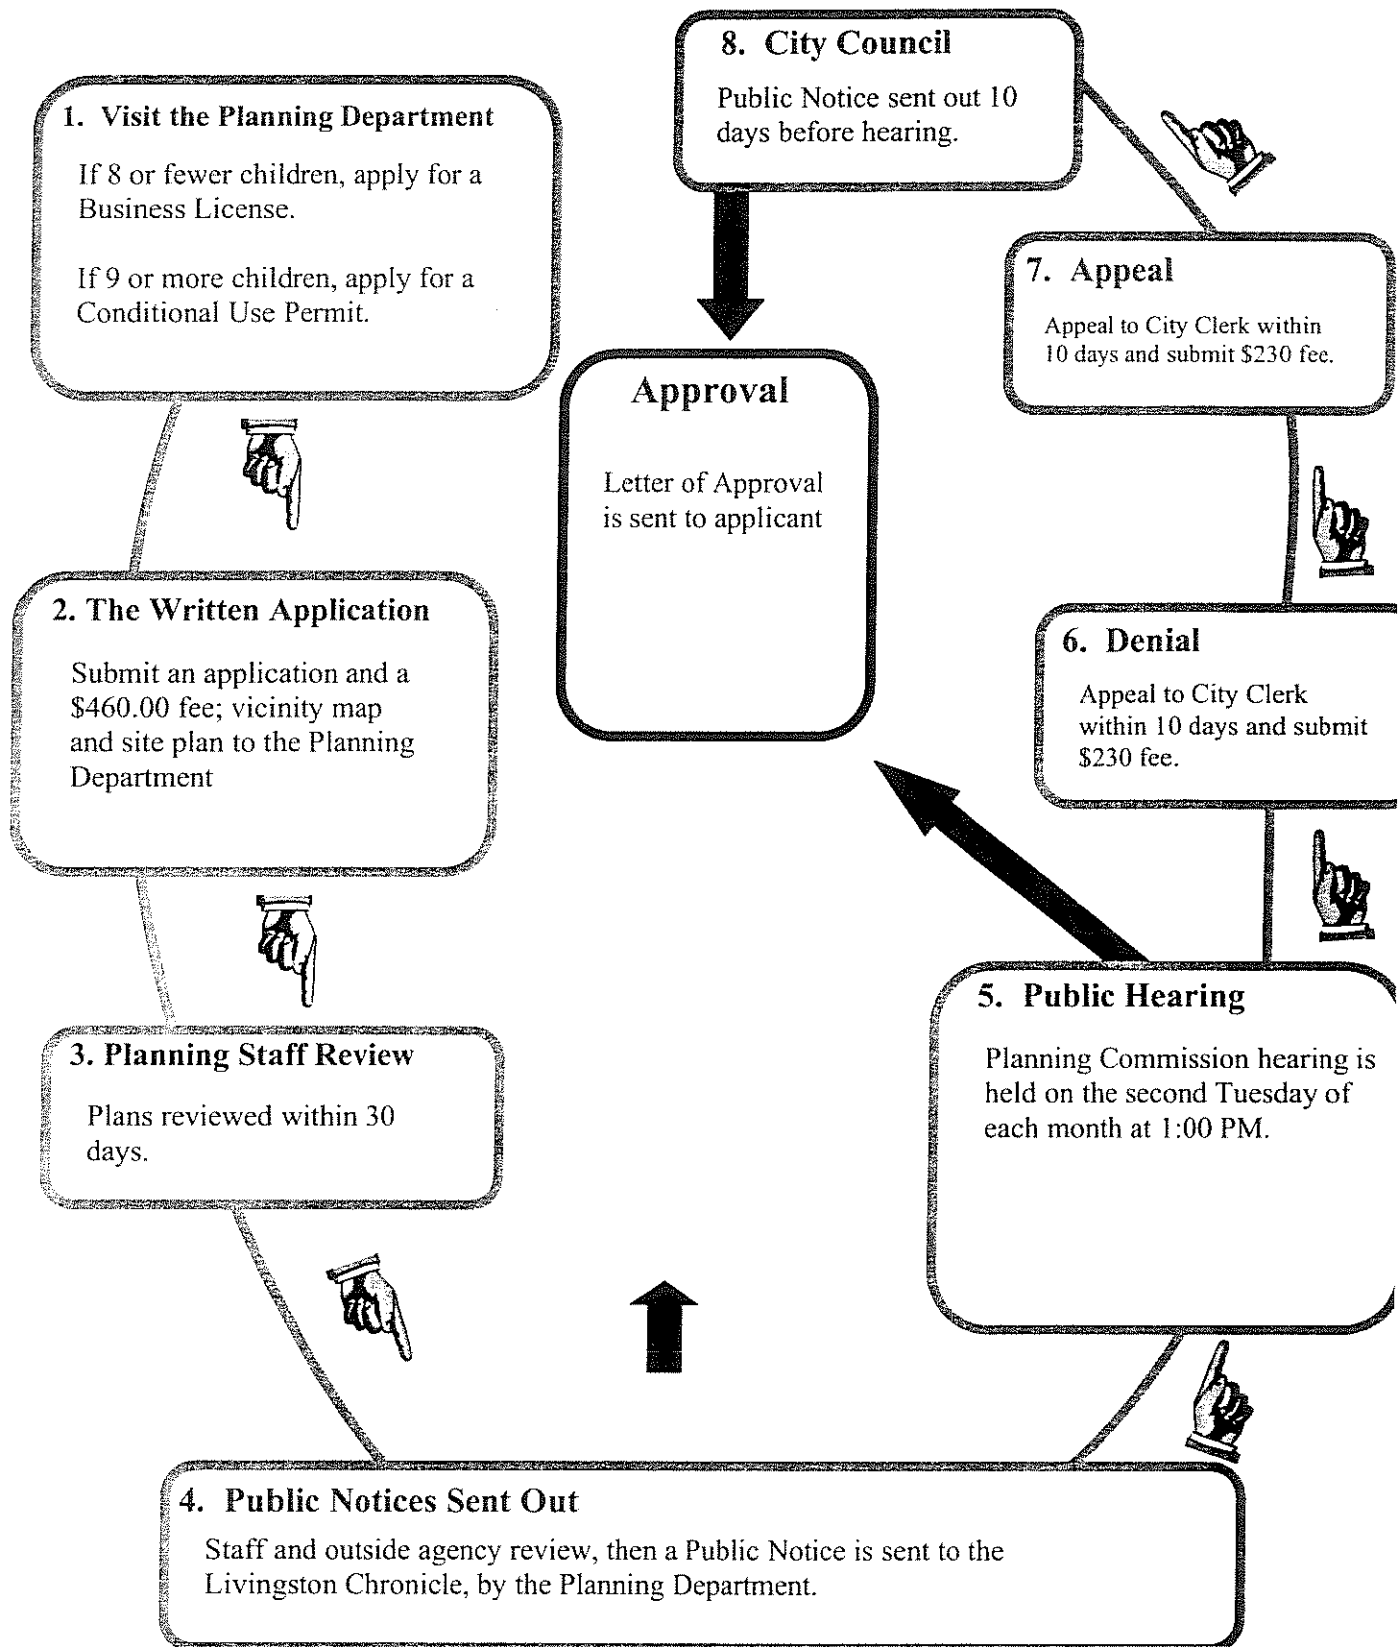 1. Visit the Planning Department
If 8 or fewer children, apply for a
Business License.
If 9 or more children, apply for a
Conditional Use Permit.
2. The Written Application
Submit an application and a
$460.00 fee; vicinity map
and site plan to the Planning
Department
3. Planning Staff Review
Plans reviewed within 30
days.
4. Public Notices Sent Out
Staff and outside agency review, then a Public Notice is sent to the
Livingston Chronicle, by the Planning Department.
5. Public Hearing
Planning Commission hearing is
held on the second Tuesday of
each month at 1:00 PM.
6. Denial
Appeal to City Clerk
within 10 days and submit
$230 fee.
7. Appeal
Appeal to City Clerk within
10 days and submit $230 fee.
8. City Council
Public Notice sent out 10
days before hearing.
Approval
Letter of Approval
is sent to applicant